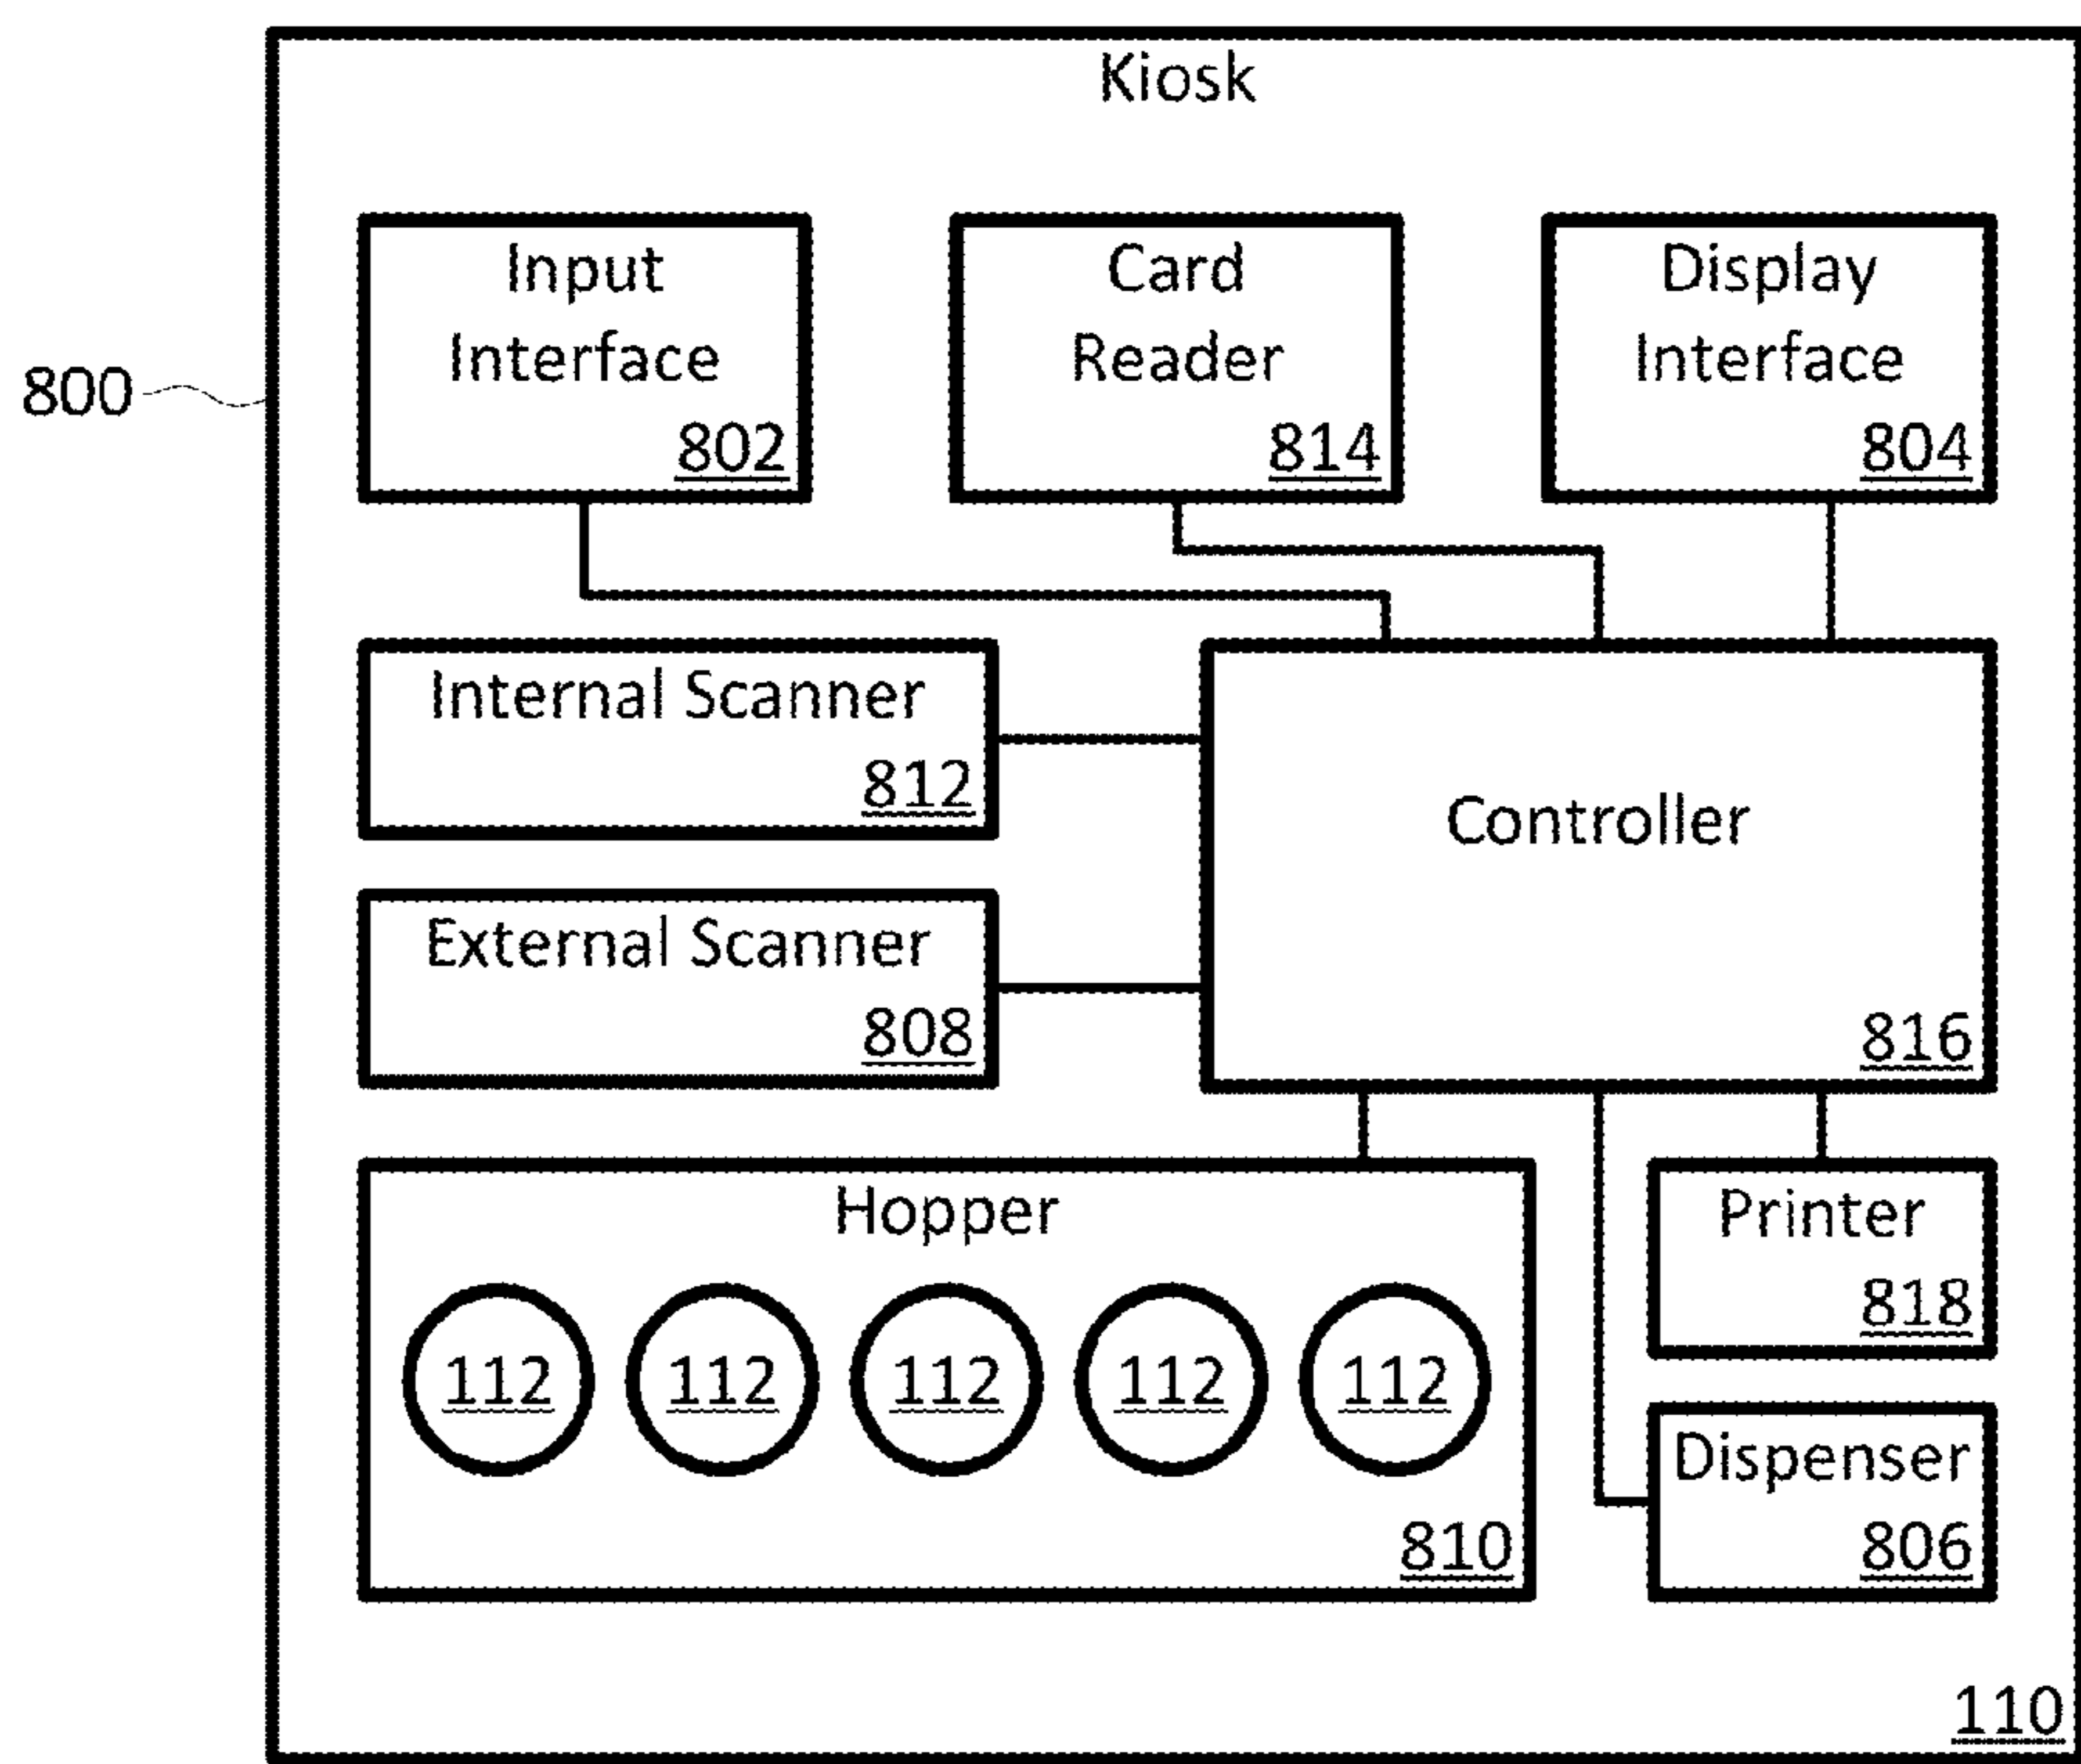 Kiosk
Input
Interface
802
Card
Reader
814
Display
Interface
804
800
Internal Scanner
812
Controller
816
External Scanner
808
Hopper
112 112 112 112 112
810
Printer
818
Dispenser
806
110